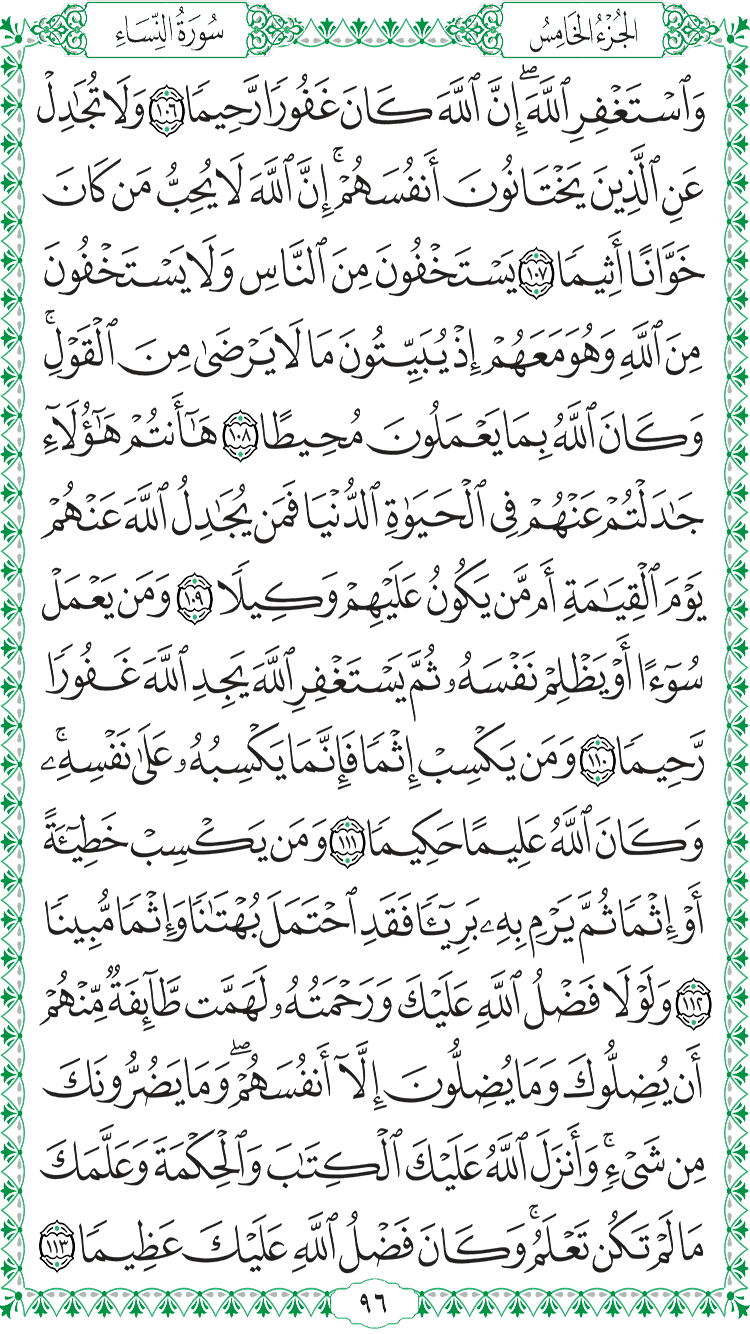 الجُزْءُ الخَامِسُ
سُورَةُ النِّسَاءِ
وَٱسۡتَغۡفِرِ ٱللَّهَۖ إِنَّ ٱللَّهَ كَانَ غَفُورٗا رَّحِيمٗا ١٠٦ وَلَا تُجَٰدِلۡ
عَنِ ٱلَّذِينَ يَخۡتَانُونَ أَنفُسَهُمۡۚ إِنَّ ٱللَّهَ لَا يُحِبُّ مَن كَانَ
خَوَّانًا أَثِيمٗا ١٠٧ يَسۡتَخۡفُونَ مِنَ ٱلنَّاسِ وَلَا يَسۡتَخۡفُونَ
مِنَ ٱللَّهِ وَهُوَ مَعَهُمۡ إِذۡ يُبَيِّتُونَ مَا لَا يَرۡضَىٰ مِنَ ٱلۡقَوۡلِۚ
وَكَانَ ٱللَّهُ بِمَا يَعۡمَلُونَ مُحِيطًا ١٠٨ هَٰٓأَنتُمۡ هَٰٓؤُلَآءِ
جَٰدَلۡتُمۡ عَنۡهُمۡ فِي ٱلۡحَيَوٰةِ ٱلدُّنۡيَا فَمَن يُجَٰدِلُ ٱللَّهَ عَنۡهُمۡ
يَوۡمَ ٱلۡقِيَٰمَةِ أَم مَّن يَكُونُ عَلَيۡهِمۡ وَكِيلٗا ١٠٩ وَمَن يَعۡمَلۡ
سُوٓءًا أَوۡ يَظۡلِمۡ نَفۡسَهُۥ ثُمَّ يَسۡتَغۡفِرِ ٱللَّهَ يَجِدِ ٱللَّهَ غَفُورٗا
رَّحِيمٗا ١١٠ وَمَن يَكۡسِبۡ إِثۡمٗا فَإِنَّمَا يَكۡسِبُهُۥ عَلَىٰ نَفۡسِهِۦۚ
وَكَانَ ٱللَّهُ عَلِيمًا حَكِيمٗا ١١١ وَمَن يَكۡسِبۡ خَطِيٓـَٔةً
أَوۡ إِثۡمٗا ثُمَّ يَرۡمِ بِهِۦ بَرِيٓـٔٗا فَقَدِ ٱحۡتَمَلَ بُهۡتَٰنٗا وَإِثۡمٗا مُّبِينٗا
١١٢ وَلَوۡلَا فَضۡلُ ٱللَّهِ عَلَيۡكَ وَرَحۡمَتُهُۥ لَهَمَّت طَّآئِفَةٞ مِّنۡهُمۡ
أَن يُضِلُّوكَ وَمَا يُضِلُّونَ إِلَّآ أَنفُسَهُمۡۖ وَمَا يَضُرُّونَكَ
مِن شَيۡءٖۚ وَأَنزَلَ ٱللَّهُ عَلَيۡكَ ٱلۡكِتَٰبَ وَٱلۡحِكۡمَةَ وَعَلَّمَكَ
مَا لَمۡ تَكُن تَعۡلَمُۚ وَكَانَ فَضۡلُ ٱللَّهِ عَلَيۡكَ عَظِيمٗا ١١٣
٩٦